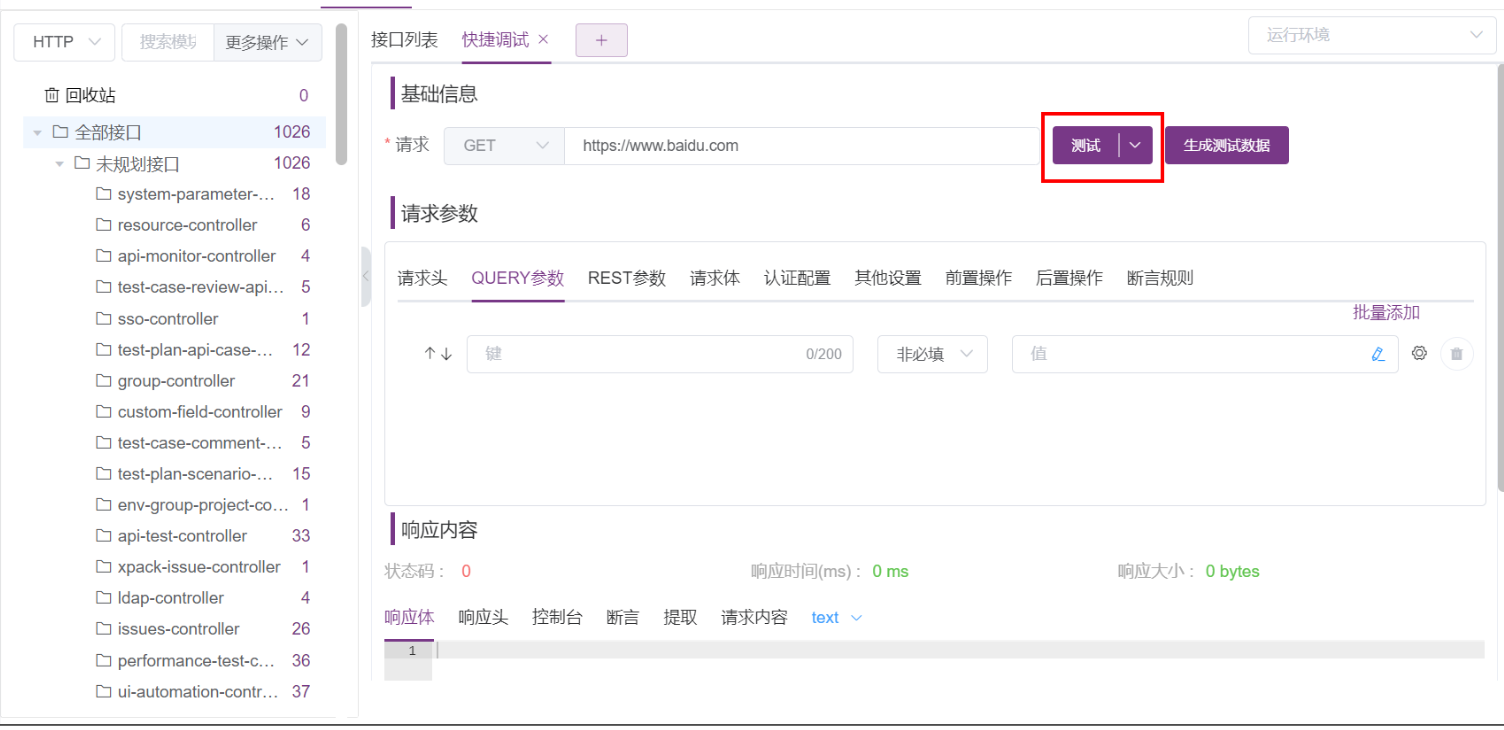 HTTP 搜索模块 更多操作
回收站 0
全部接口 1026
未规划接口 1026
system-parameter-... 18
resource-controller 6
api-monitor-controller 4
test-case-review-api... 5
sso-controller 1
test-plan-api-case-... 12
group-controller 21
custom-field-controller 9
test-case-comment-... 5
test-plan-scenario-... 15
env-group-project-co... 1
api-test-controller 33
xpack-issue-controller 1
ldap-controller 4
issues-controller 26
performance-test-c... 36
ui-automation-contr... 37
接口列表 快捷调试 × +
运行环境
基础信息
* 请求 GET https://www.baidu.com 测试 生成测试数据
请求参数
请求头 QUERY参数 REST参数 请求体 认证配置 其他设置 前置操作 后置操作 断言规则
批量添加
键 0/200 非必填 值
响应内容
状态码： 0 响应时间(ms)： 0 ms 响应大小： 0 bytes
响应体 响应头 控制台 断言 提取 请求内容 text
1